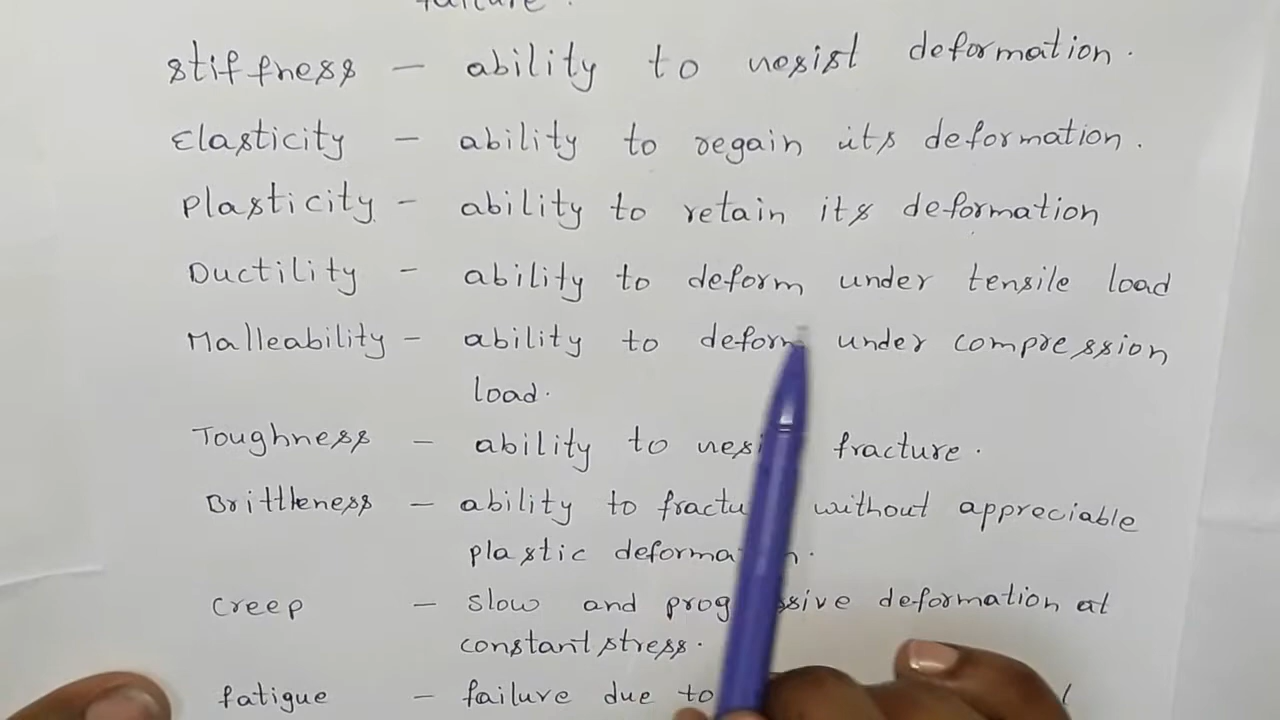 failure.
stiffness - ability to resist deformation.
Elasticity - ability to regain its deformation.
Plasticity - ability to retain its deformation
Ductility - ability to deform under tensile load
Malleability - ability to deform under compression
load.
Toughness - ability to fracture.
Brittleness - ability to without appreciable
plastic
Creep - slow and deformation at
constant stress.
fatigue - failure due to